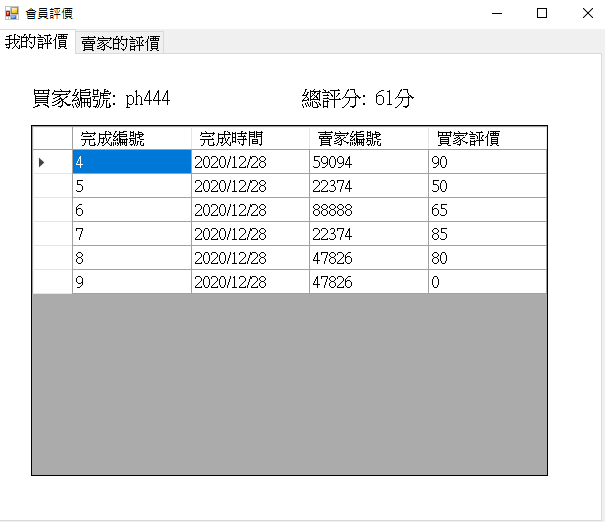 會員評價
我的評價 賣家的評價
買家編號: ph444 總評分: 61分
完成編號 完成時間 賣家編號 買家評價
4 2020/12/28 59094 90
5 2020/12/28 22374 50
6 2020/12/28 88888 65
7 2020/12/28 22374 85
8 2020/12/28 47826 80
9 2020/12/28 47826 0